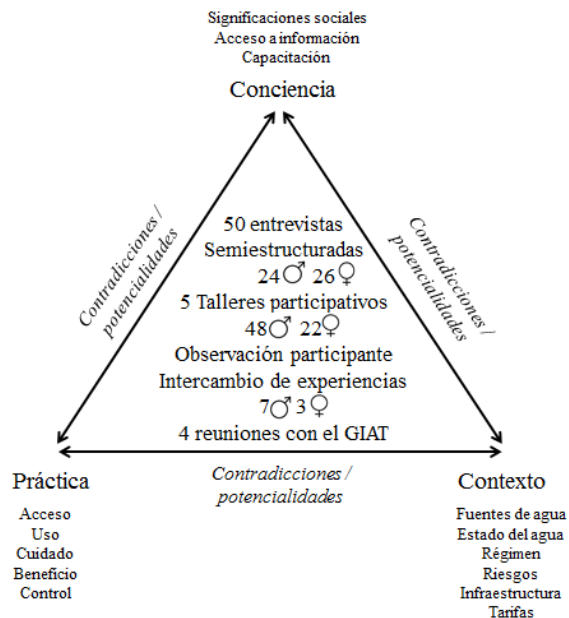 Significaciones sociales
Acceso a información
Capacitación
Conciencia
Contradicciones /
potencialidades
Contradicciones /
potencialidades
50 entrevistas
Semiestructuradas
24♂ 26♀
5 Talleres participativos
48♂ 22♀
Observación participante
Intercambio de experiencias
7♂ 3♀
4 reuniones con el GIAT
Contradicciones /
potencialidades
Práctica
Acceso
Uso
Cuidado
Beneficio
Control
Contexto
Fuentes de agua
Estado del agua
Régimen
Riesgos
Infraestructura
Tarifas